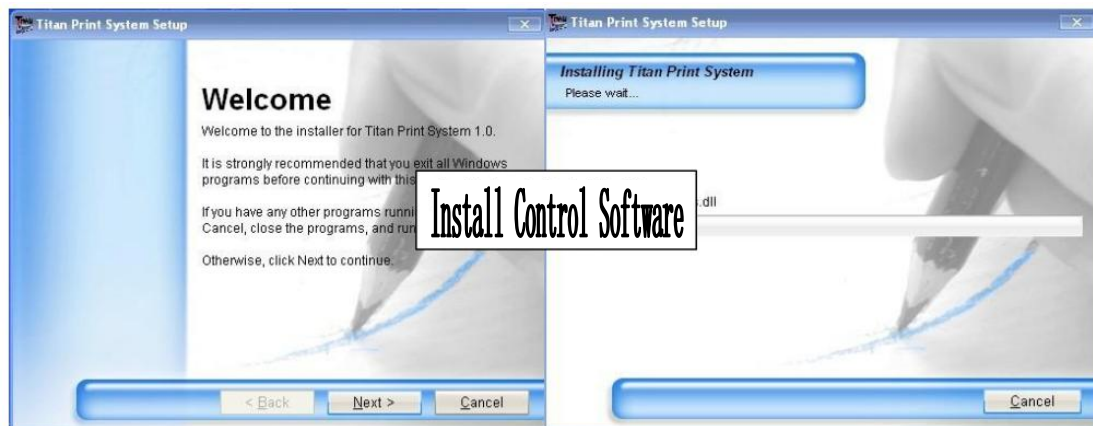 Titan Print System Setup
Welcome
Welcome to the installer for Titan Print System 1.0.
It is strongly recommended that you exit all Windows
programs before continuing with this
If you have any other programs runni
Cancel, close the programs, and run
Otherwise, click Next to continue.
< Back
Next >
Cancel
Install Control Software
Titan Print System Setup
Installing Titan Print System
Please wait...
.dll
Cancel